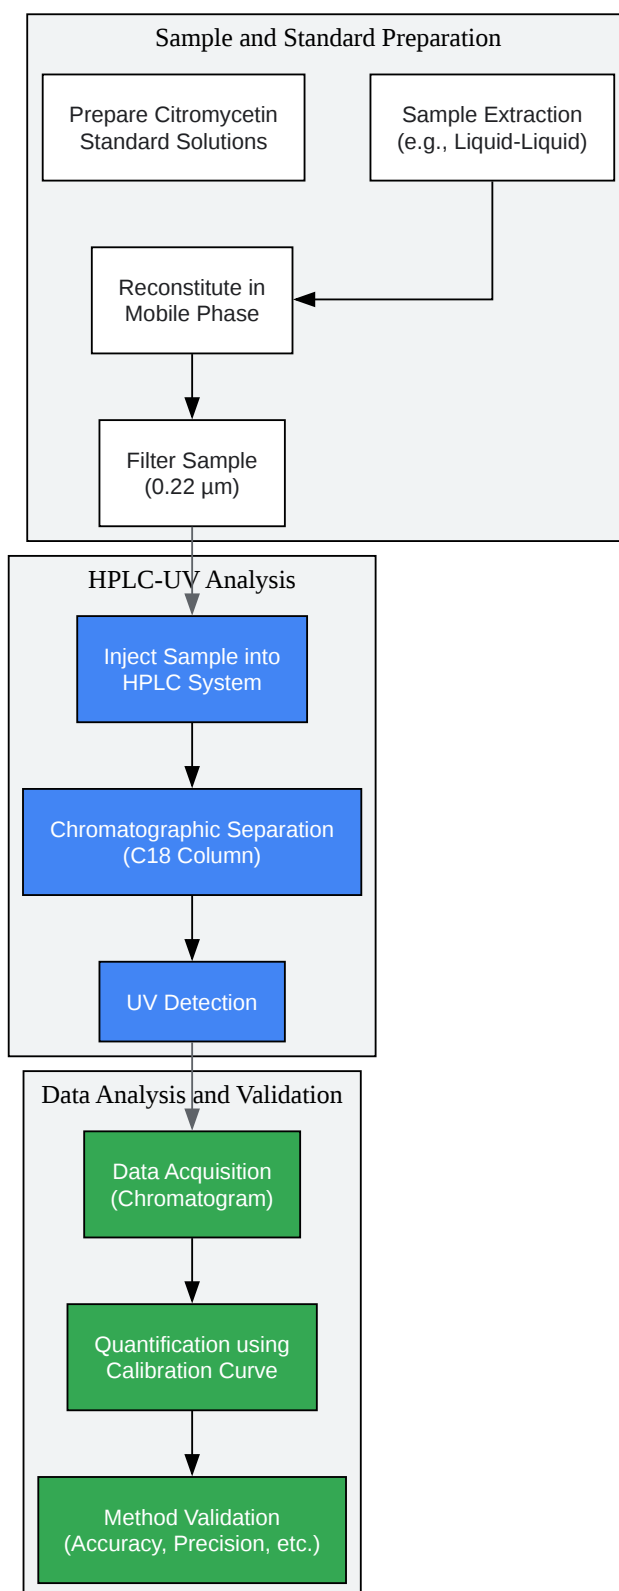 Sample and Standard Preparation
Prepare Citromycetin
Standard Solutions
Sample Extraction
(e.g., Liquid-Liquid)
Reconstitute in
Mobile Phase
Filter Sample
(0.22 µm)
HPLC-UV Analysis
Inject Sample into
HPLC System
Chromatographic Separation
(C18 Column)
UV Detection
Data Analysis and Validation
Data Acquisition
(Chromatogram)
Quantification using
Calibration Curve
Method Validation
(Accuracy, Precision, etc.)